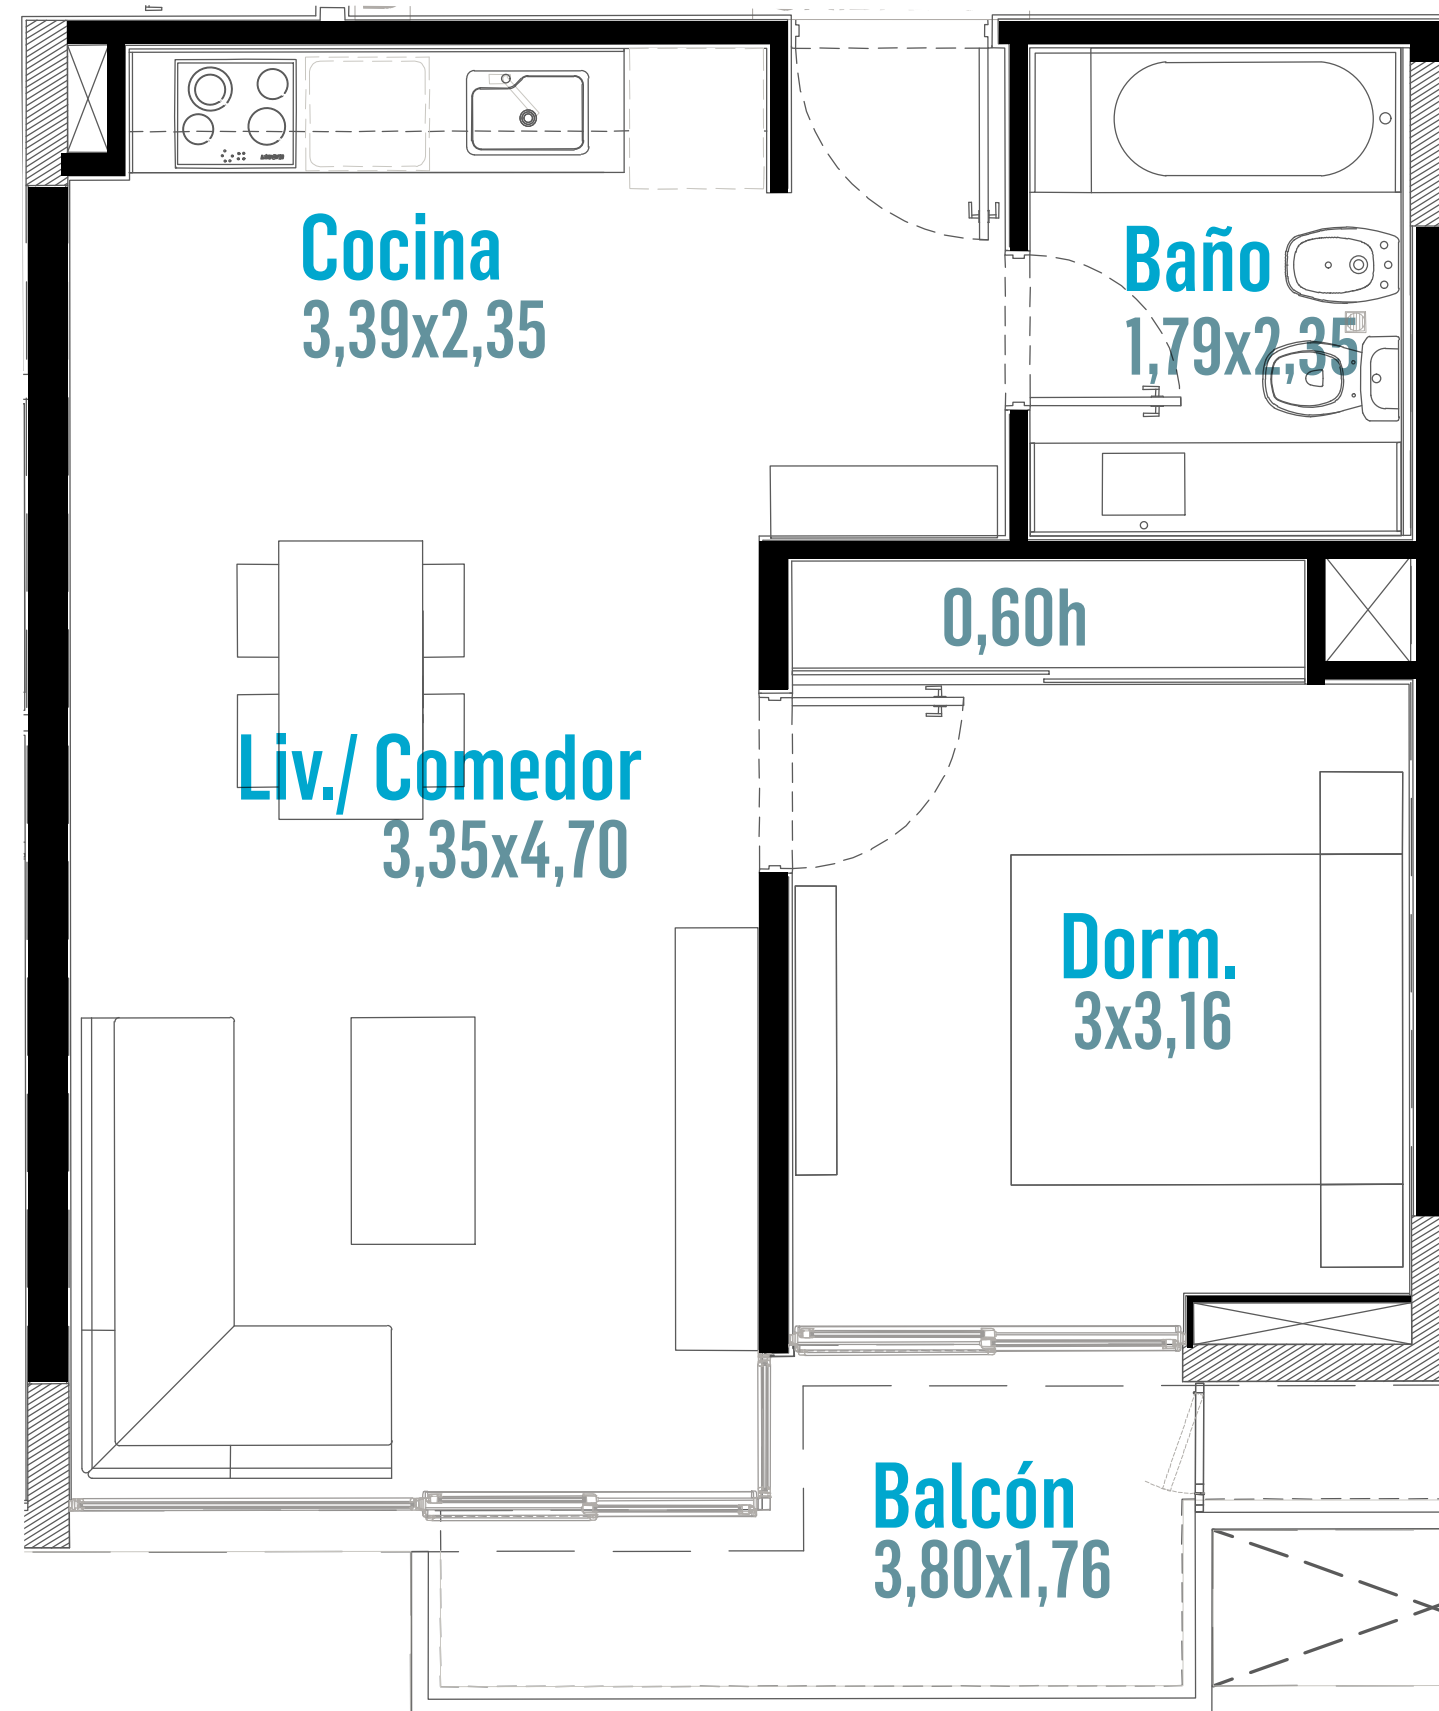 Cocina
3,39x2,35
Baño
1,79x2,35
0,60h
Liv./ Comedor
3,35x4,70
Dorm.
3x3,16
Balcón
3,80x1,76